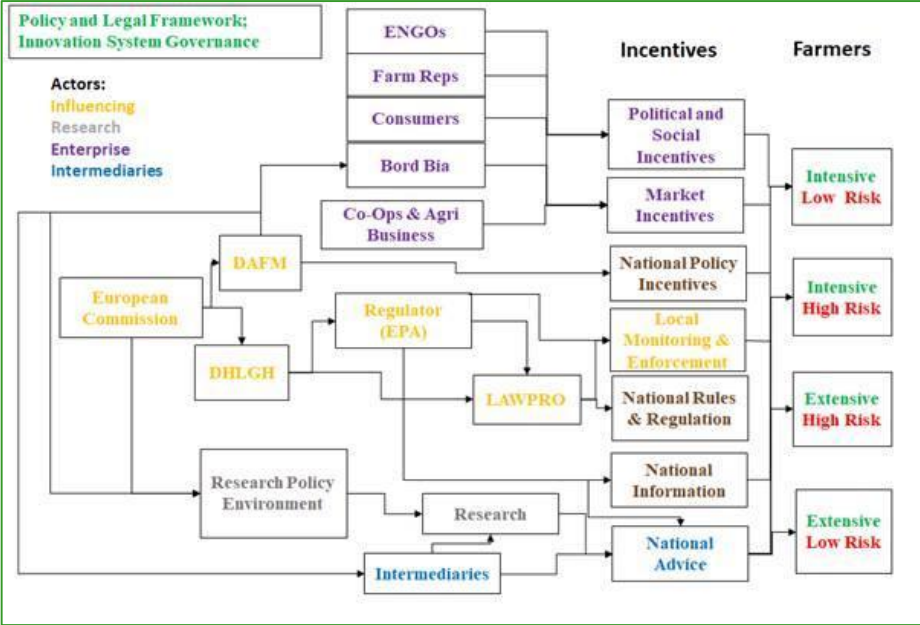 Policy and Legal Framework;
Innovation System Governance
Actors:
Influencing
Research
Enterprise
Intermediaries
ENGOs
Farm Reps
Consumers
Bord Bia
Co-Ops & Agri
Business
DAFM
European
Commission
DHLGH
Regulator
(EPA)
LAWPRO
Research Policy
Environment
Research
Intermediaries
Incentives
Political and
Social
Incentives
Market
Incentives
National Policy
Incentives
Local
Monitoring &
Enforcement
National Rules
& Regulation
National
Information
National
Advice
Farmers
Intensive
Low Risk
Intensive
High Risk
Extensive
High Risk
Extensive
Low Risk